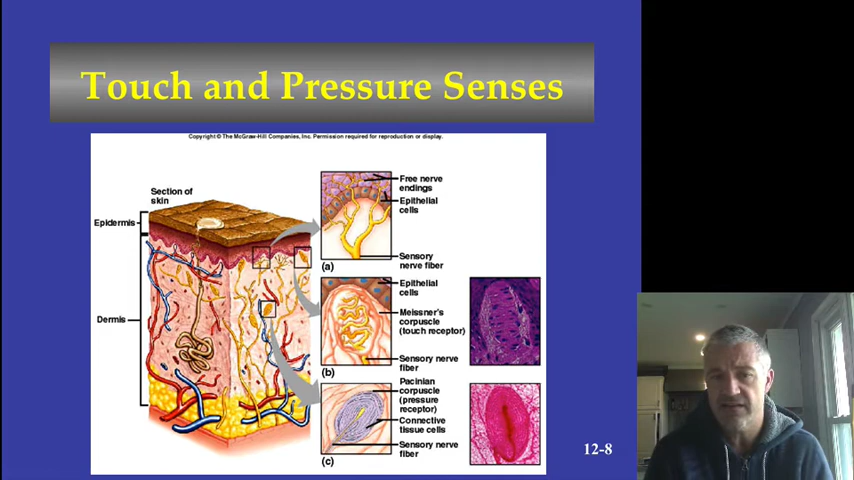 Touch and Pressure Senses
Copyright © The McGraw-Hill Companies, Inc. Permission required for reproduction or display.
Section of
skin
Epidermis
Dermis
Free nerve
endings
Epithelial
cells
Sensory
nerve fiber
(a)
Epithelial
cells
Meissner's
corpuscle
(touch receptor)
Sensory nerve
fiber
(b)
Pacinian
corpuscle
(pressure
receptor)
Connective
tissue cells
Sensory nerve
fiber
(c)
12-8